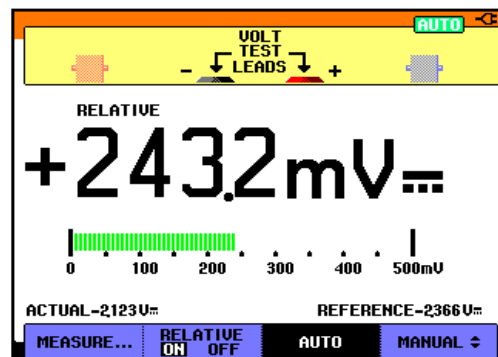 AUTO
VOLT
TEST
- LEADS +
RELATIVE
+243.2mV
0 100 200 300 400 500mV
ACTUAL-2.123V
REFERENCE-2.366V
MEASURE... RELATIVE ON OFF AUTO MANUAL